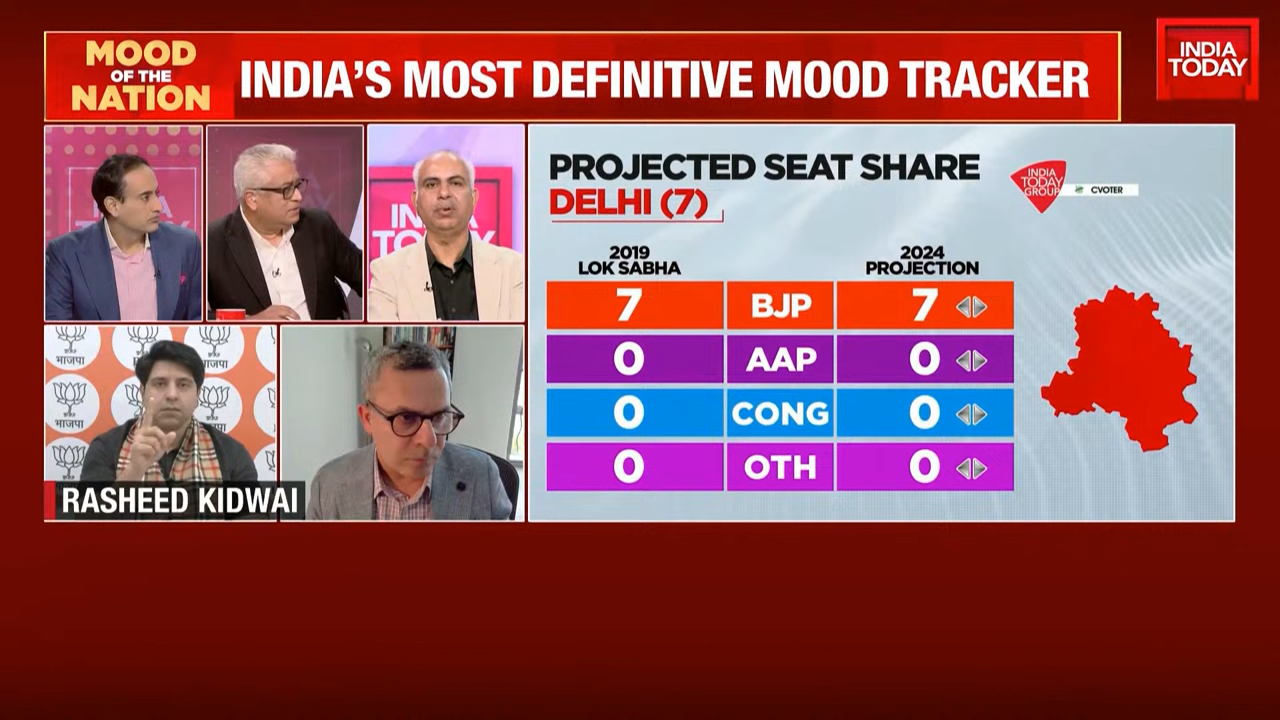 MOOD
OF THE
NATION
INDIA'S MOST DEFINITIVE MOOD TRACKER
INDIA
TODAY
PROJECTED SEAT SHARE
DELHI (7)
INDIA
TODAY
GROUP
CVOTER
2019
LOK SABHA
2024
PROJECTION
7 BJP 7
0 AAP 0
0 CONG 0
0 OTH 0
भाजपा
भाजपा
भाजपा
RASHEED KIDWAI